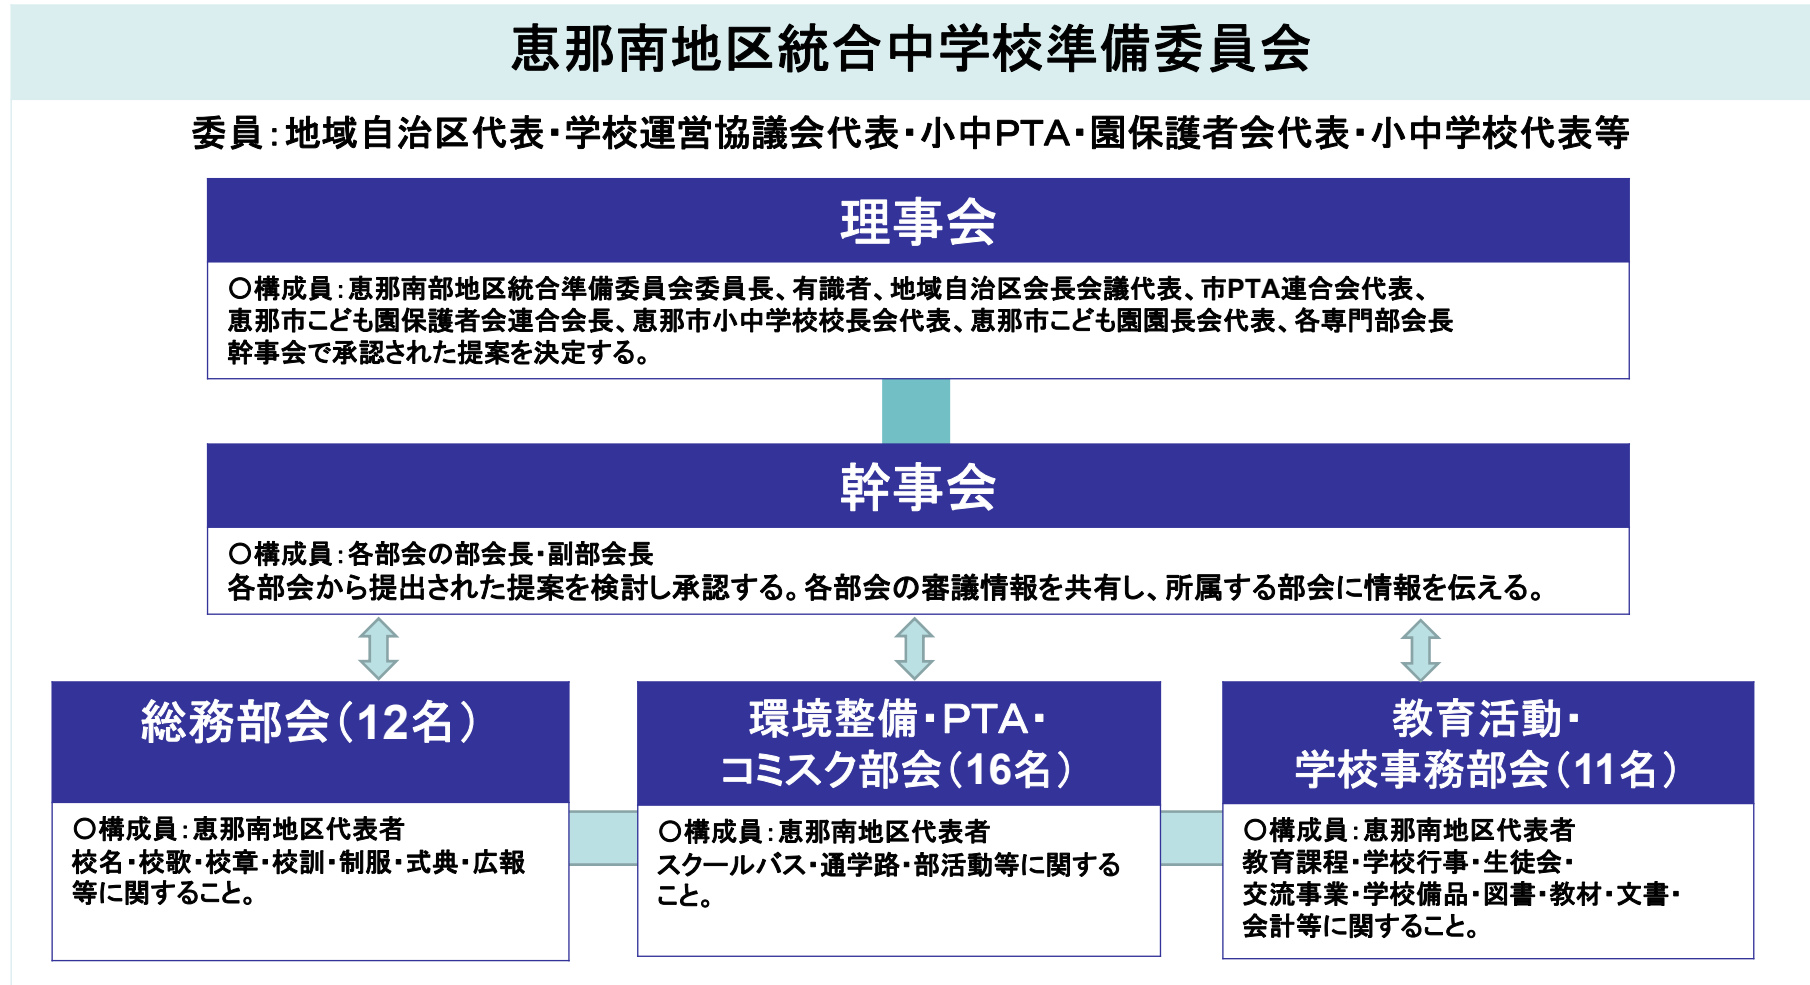 恵那南地区統合中学校準備委員会
委員：地域自治区代表・学校運営協議会代表・小中PTA・園保護者会代表・小中学校代表等
理事会
〇構成員：恵那南部地区統合準備委員会委員長、有識者、地域自治区会長会議代表、市PTA連合会代表、
恵那市こども園保護者会連合会長、恵那市小中学校校長会代表、恵那市こども園園長会代表、各専門部会長
幹事会で承認された提案を決定する。
幹事会
〇構成員：各部会の部会長・副部会長
各部会から提出された提案を検討し承認する。各部会の審議情報を共有し、所属する部会に情報を伝える。
総務部会（12名）
〇構成員：恵那南地区代表者
校名・校歌・校章・校訓・制服・式典・広報
等に関すること。
環境整備・PTA・
コミスク部会（16名）
〇構成員：恵那南地区代表者
スクールバス・通学路・部活動等に関する
こと。
教育活動・
学校事務部会（11名）
〇構成員：恵那南地区代表者
教育課程・学校行事・生徒会・
交流事業・学校備品・図書・教材・文書・
会計等に関すること。